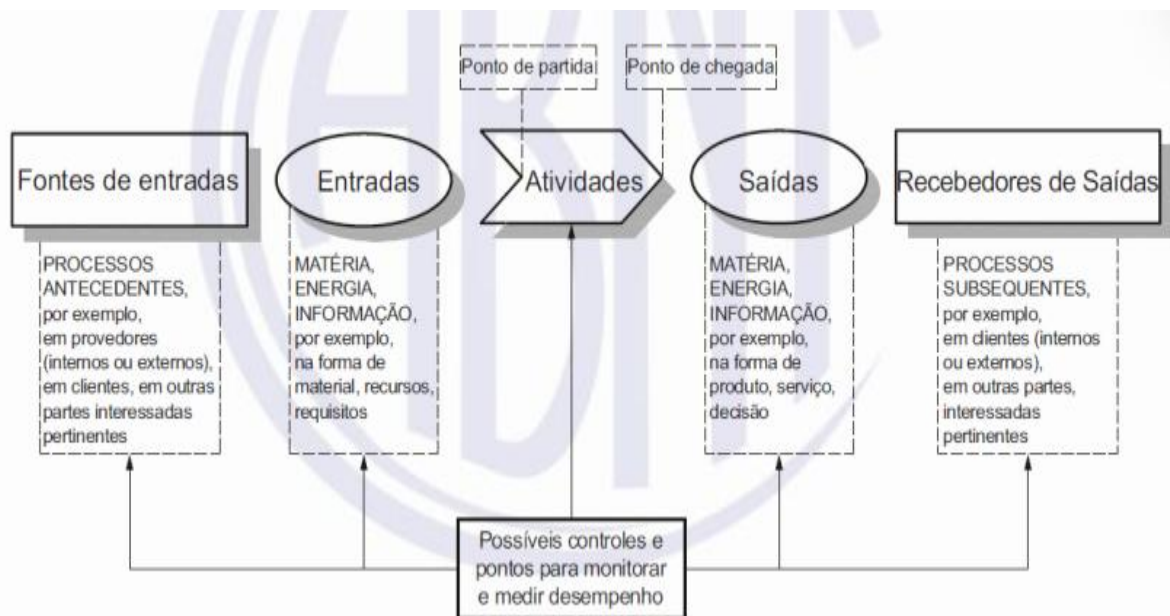 Ponto de partida
Ponto de chegada
Fontes de entradas
Entradas
Atividades
Saídas
Recebedores de Saídas
PROCESSOS
ANTECEDENTES,
por exemplo,
em provedores
(internos ou externos),
em clientes, em outras
partes interessadas
pertinentes
MATÉRIA,
ENERGIA,
INFORMAÇÃO,
por exemplo,
na forma de
material, recursos,
requisitos
MATÉRIA,
ENERGIA,
INFORMAÇÃO,
por exemplo,
na forma de
produto, serviço,
decisão
PROCESSOS
SUBSEQUENTES,
por exemplo,
em clientes (internos
ou externos),
em outras partes,
interessadas
pertinentes
Possíveis controles e
pontos para monitorar
e medir desempenho
ABNT